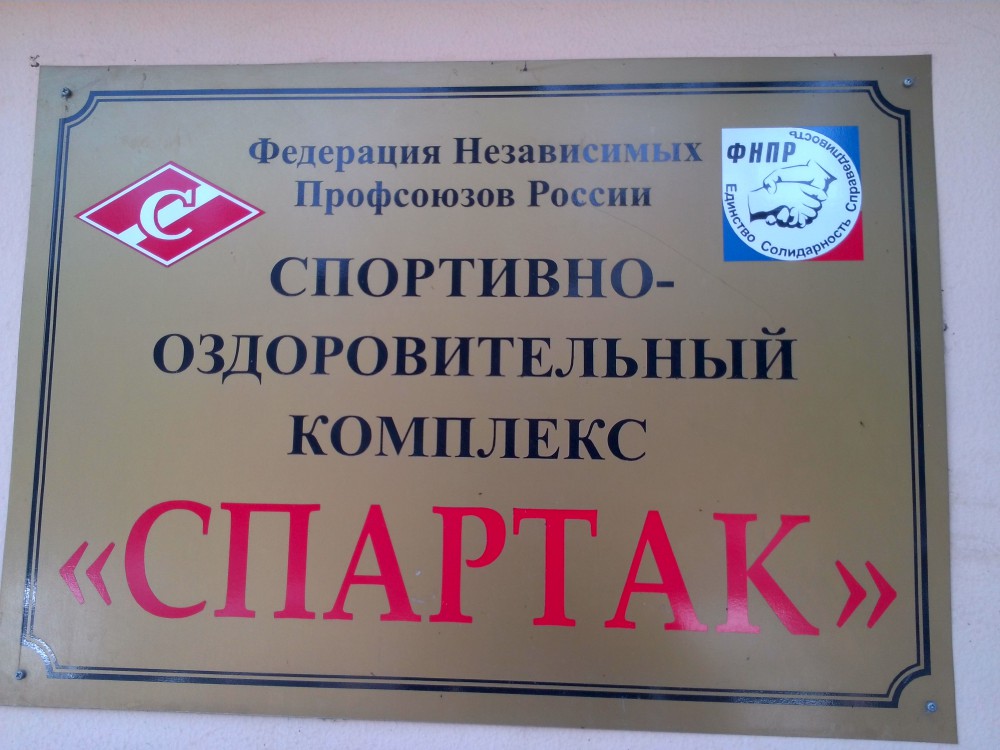 Федерация Независимых
Профсоюзов России
С
ФНПР
Единство Солидарность Справедливость
СПОРТИВНО-
ОЗДОРОВИТЕЛЬНЫЙ
КОМПЛЕКС
«СПАРТАК»